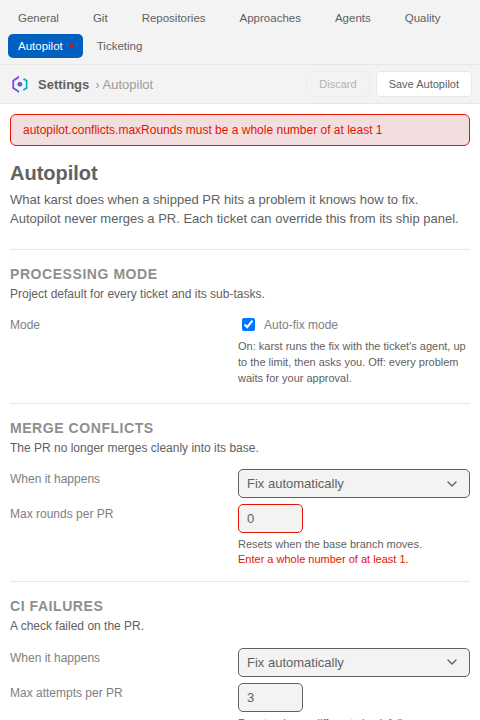 General Git Repositories Approaches Agents Quality
Autopilot Ticketing
Settings › Autopilot Discard Save Autopilot
autopilot.conflicts.maxRounds must be a whole number of at least 1
Autopilot
What karst does when a shipped PR hits a problem it knows how to fix.
Autopilot never merges a PR. Each ticket can override this from its ship panel.
PROCESSING MODE
Project default for every ticket and its sub-tasks.
Mode Auto-fix mode
On: karst runs the fix with the ticket's agent, up
to the limit, then asks you. Off: every problem
waits for your approval.
MERGE CONFLICTS
The PR no longer merges cleanly into its base.
When it happens Fix automatically
Max rounds per PR 0
Resets when the base branch moves.
Enter a whole number of at least 1.
CI FAILURES
A check failed on the PR.
When it happens Fix automatically
Max attempts per PR 3